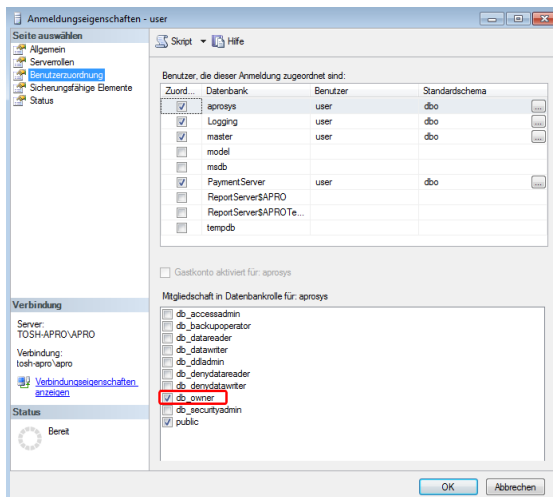 Anmeldungseigenschaften - user
Seite auswählen
Allgemein
Serverrollen
Benutzerzuordnung
Sicherungsfähige Elemente
Status
Skript Hilfe
Benutzer, die dieser Anmeldung zugeordnet sind:
Zuord... Datenbank Benutzer Standardschema
aprosys user dbo ...
Logging user dbo ...
master user dbo ...
model
msdb
PaymentServer user dbo ...
ReportServer$APRO
ReportServer$APROTe...
tempdb
Gastkonto aktiviert für: aprosys
Mitgliedschaft in Datenbankrolle für: aprosys
db_accessadmin
db_backupoperator
db_datareader
db_datawriter
db_ddladmin
db_denydatareader
db_denydatawriter
db_owner
db_securityadmin
public
Verbindung
Server:
TOSH-APRO\APRO
Verbindung:
tosh-apro\apro
Verbindungseigenschaften
anzeigen
Status
Bereit
OK Abbrechen